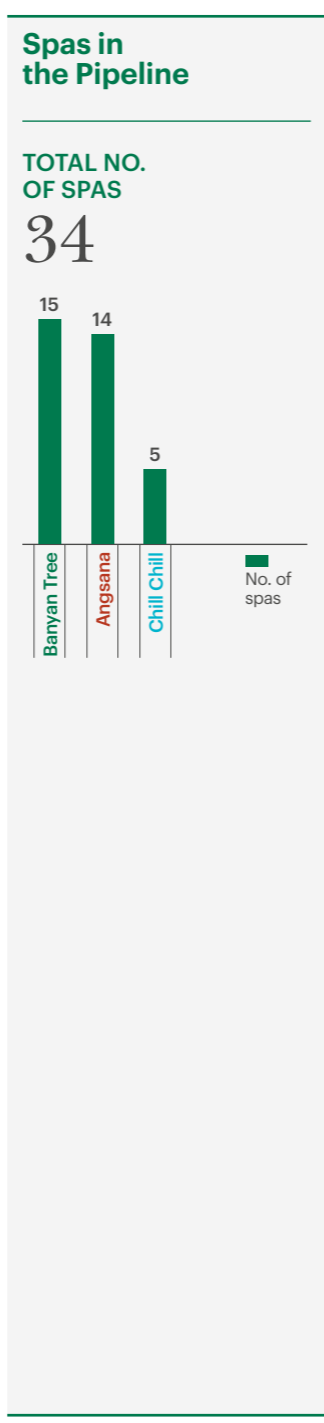 Spas in
the Pipeline
TOTAL NO.
OF SPAS
34
15
14
5
Banyan Tree
Angsana
Chill Chill
No. of
spas